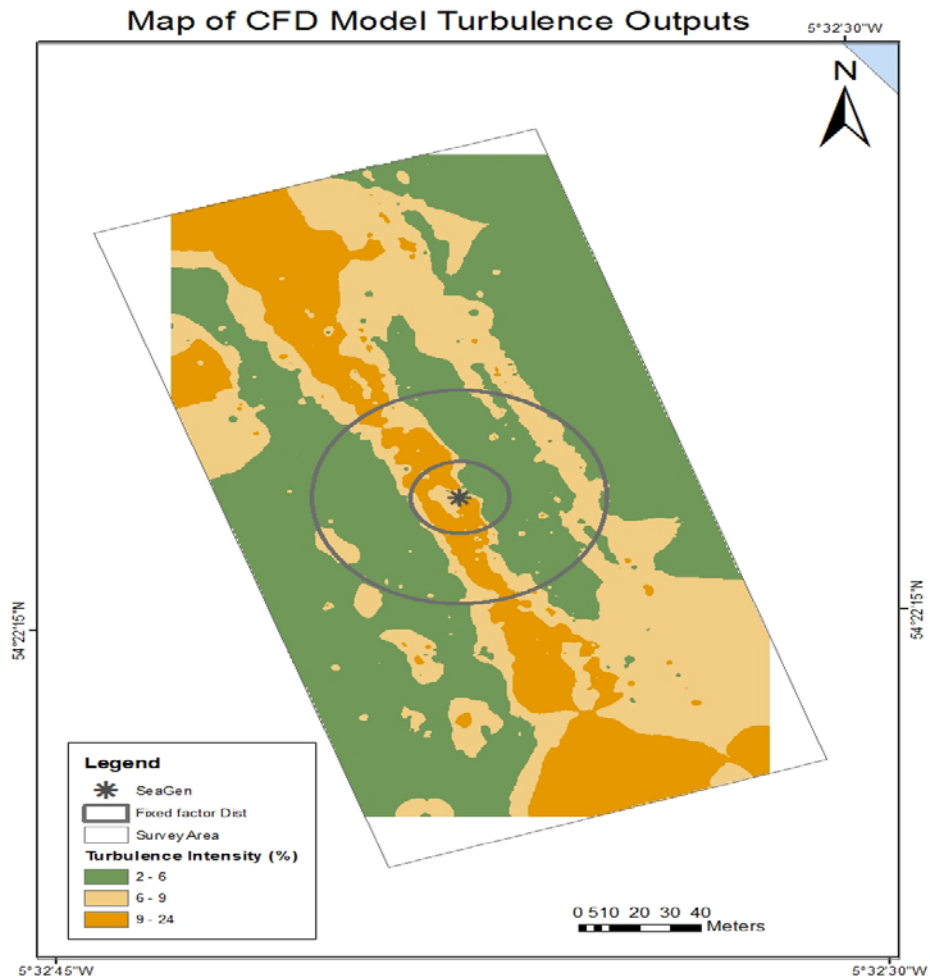 Map of CFD Model Turbulence Outputs
5°32'30"W
N
54°22'15"N
54°22'15"N
Legend
SeaGen
Fixed factor Dist
Survey Area
Turbulence Intensity (%)
2 - 6
6 - 9
9 - 24
0 5 10 20 30 40
Meters
5°32'45"W
5°32'30"W